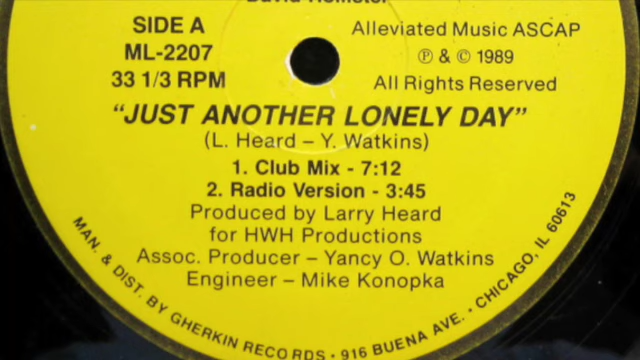 SIDE A
ML-2207
33 1/3 RPM
Alleviated Music ASCAP
℗ & © 1989
All Rights Reserved
"JUST ANOTHER LONELY DAY"
(L. Heard – Y. Watkins)
1. Club Mix - 7:12
2. Radio Version - 3:45
Produced by Larry Heard
for HWH Productions
Assoc. Producer – Yancy O. Watkins
Engineer – Mike Konopka
MAN. & DIST. BY GHERKIN RECORDS • 916 BUENA AVE. • CHICAGO, IL 60613